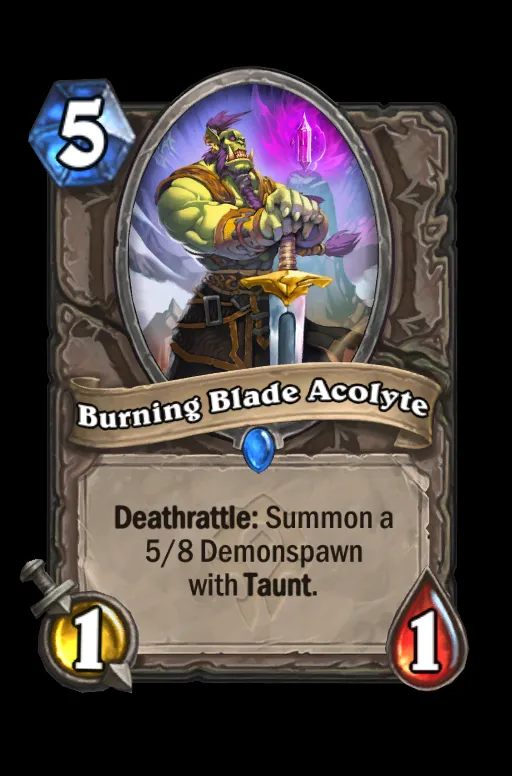 5
Burning Blade Acolyte
Deathrattle: Summon a
5/8 Demonspawn
with Taunt.
1
1